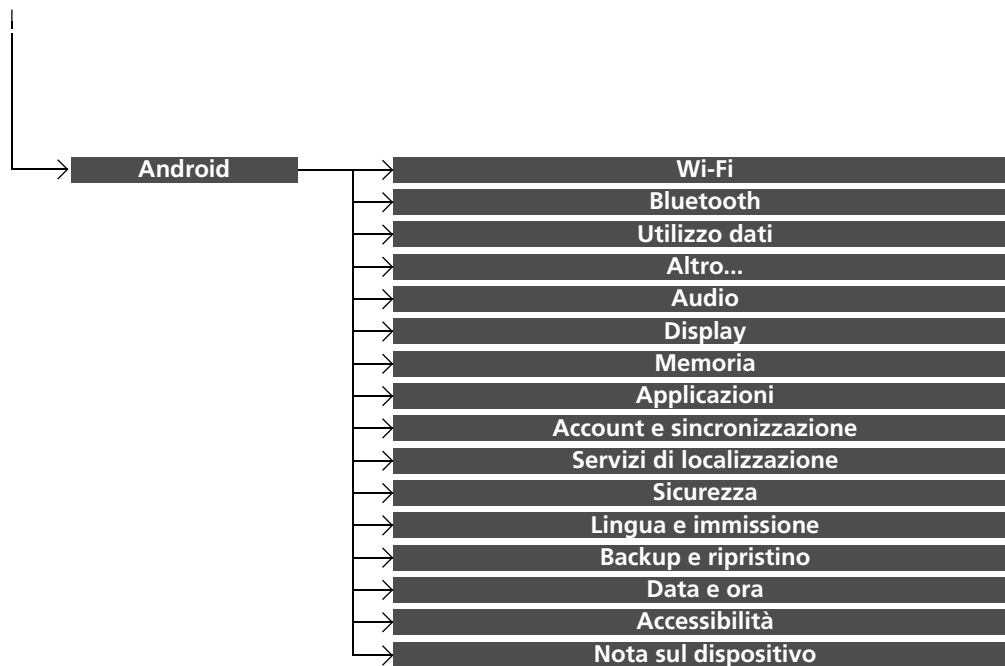 Android
Wi-Fi
Bluetooth
Utilizzo dati
Altro...
Audio
Display
Memoria
Applicazioni
Account e sincronizzazione
Servizi di localizzazione
Sicurezza
Lingua e immissione
Backup e ripristino
Data e ora
Accessibilità
Nota sul dispositivo